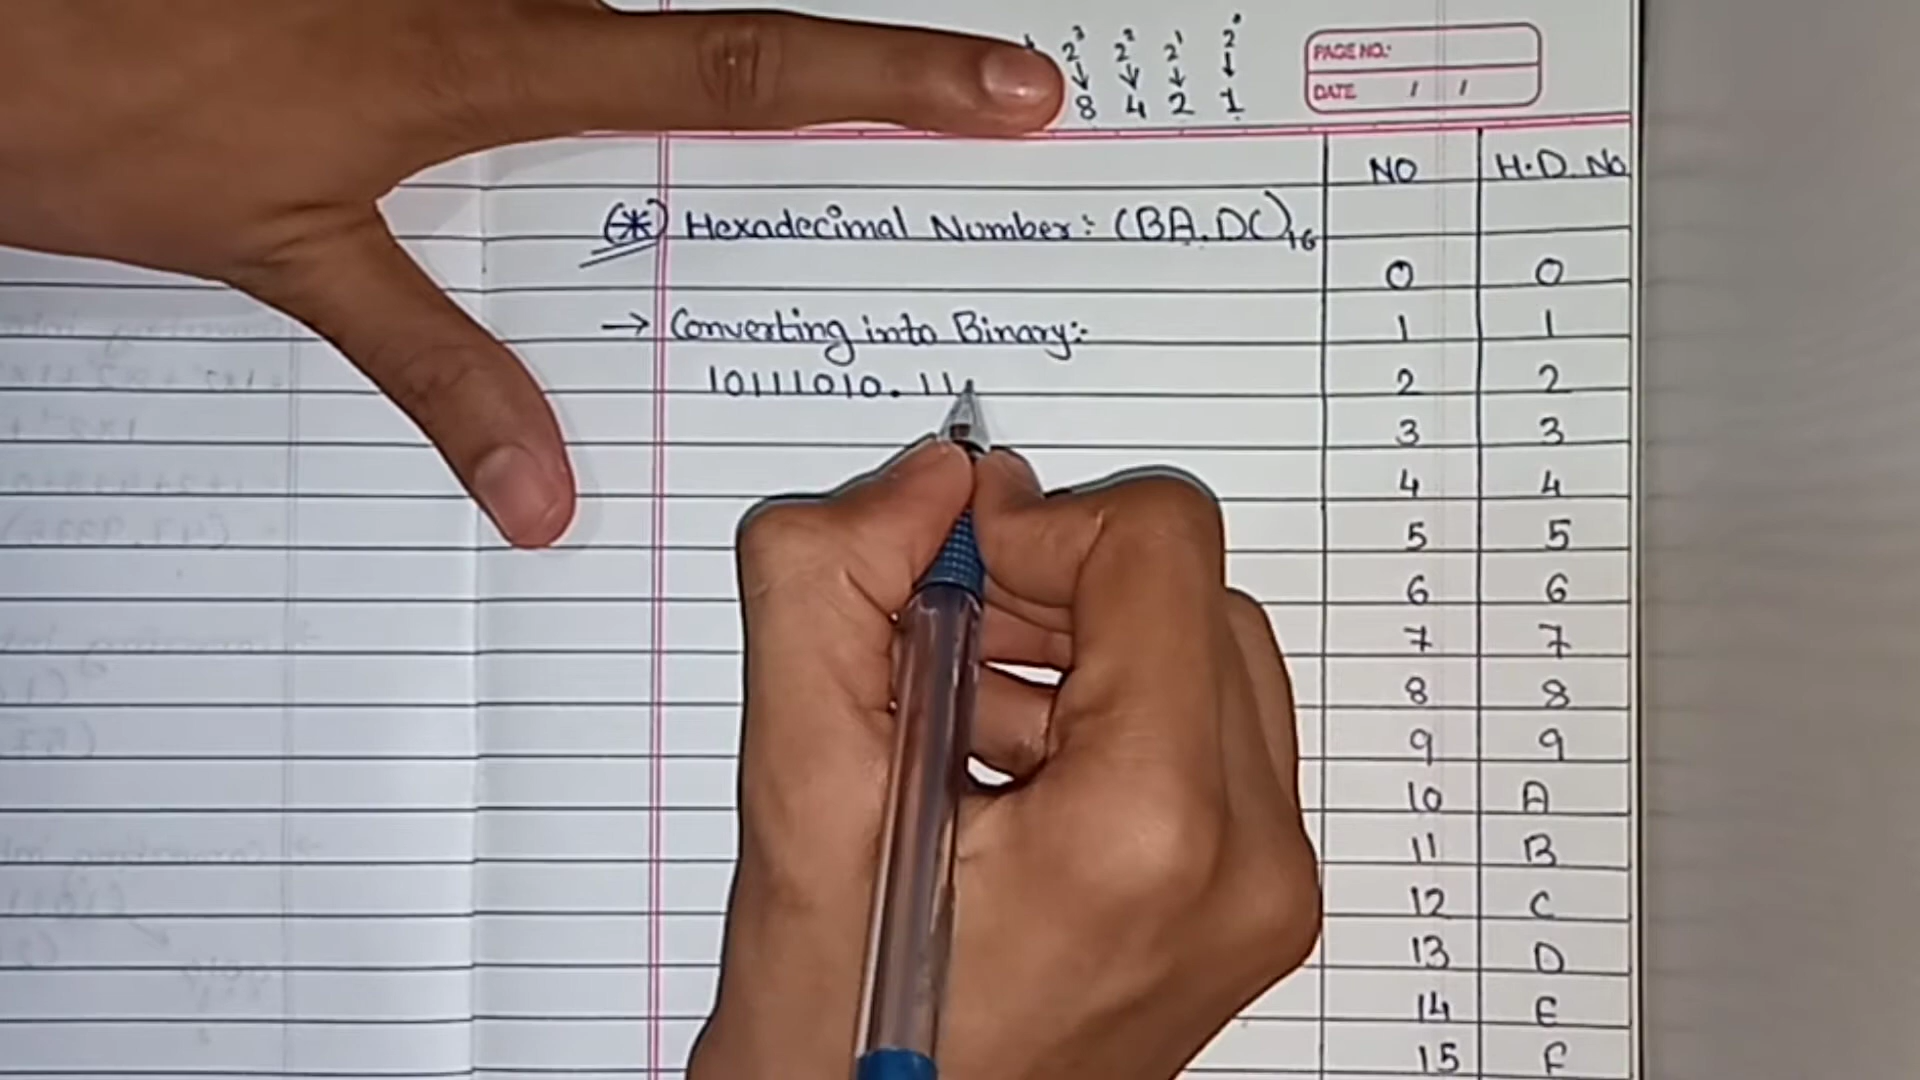 2³ 2² 2¹ 2⁰
↓ ↓ ↓ ↓
8 4 2 1
PAGE NO.:
DATE / /
NO H.D. No
(*) Hexadecimal Number: (BA.DC)₁₆
0 0
→ Converting into Binary:-
1 1
10111010.11
2 2
3 3
4 4
5 5
6 6
7 7
8 8
9 9
10 A
11 B
12 C
13 D
14 E
15 F